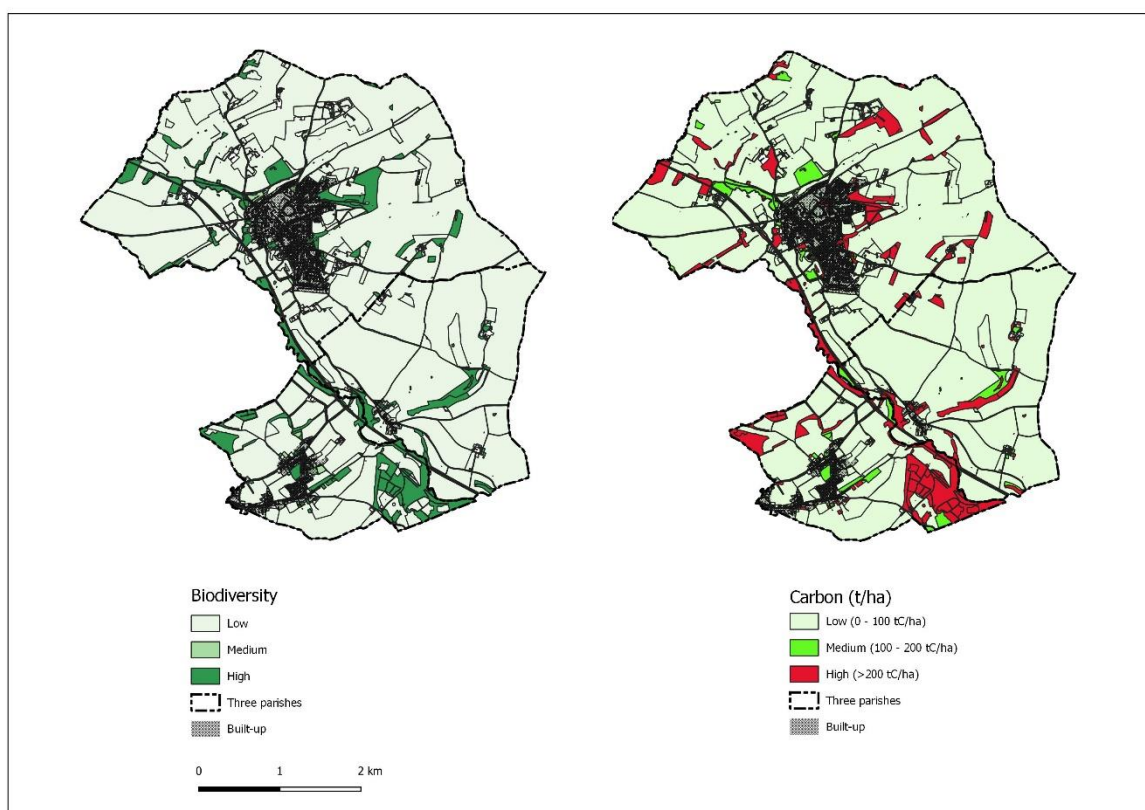 Biodiversity
Low
Medium
High
Three parishes
Built-up
0 1 2 km
Carbon (t/ha)
Low (0 - 100 tC/ha)
Medium (100 - 200 tC/ha)
High (>200 tC/ha)
Three parishes
Built-up